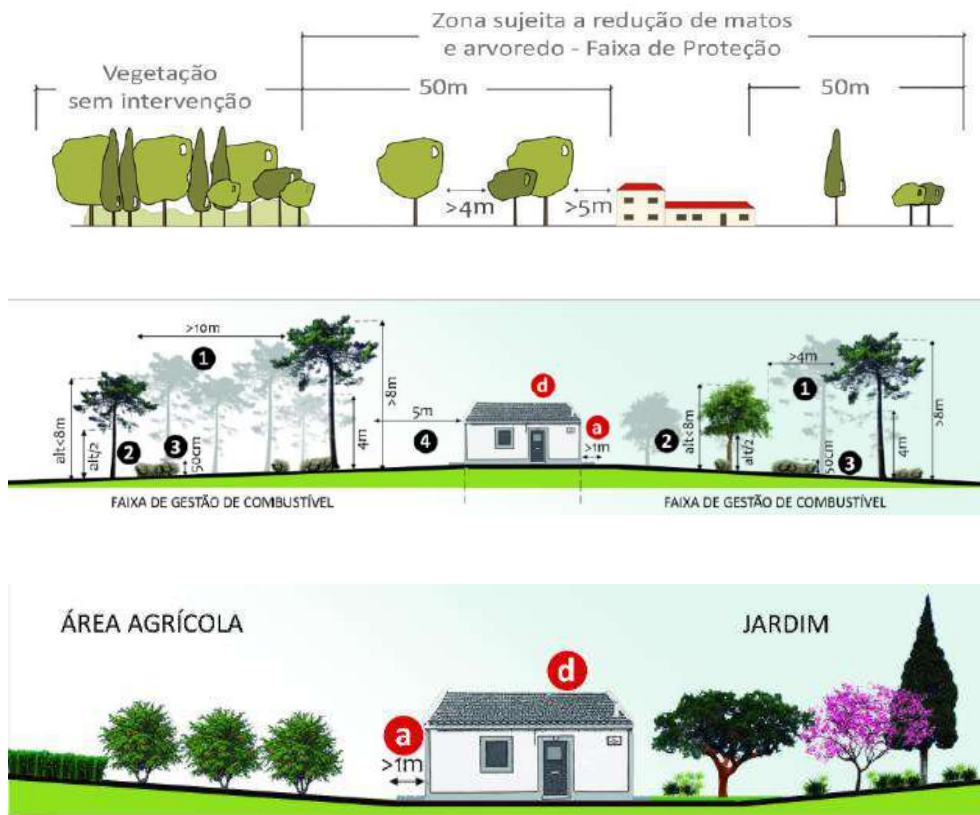 Zona sujeita a redução de matos
e arvoredo - Faixa de Proteção
Vegetação
sem intervenção
50m
50m
>4m
>5m
>10m
1
>8m
alt<8m
alt/2
2
3
50cm
4m
5m
4
d
a
>1m
2
alt<8m
alt/2
>4m
1
50cm
3
4m
>8m
FAIXA DE GESTÃO DE COMBUSTÍVEL
FAIXA DE GESTÃO DE COMBUSTÍVEL
ÁREA AGRÍCOLA
JARDIM
d
a
>1m